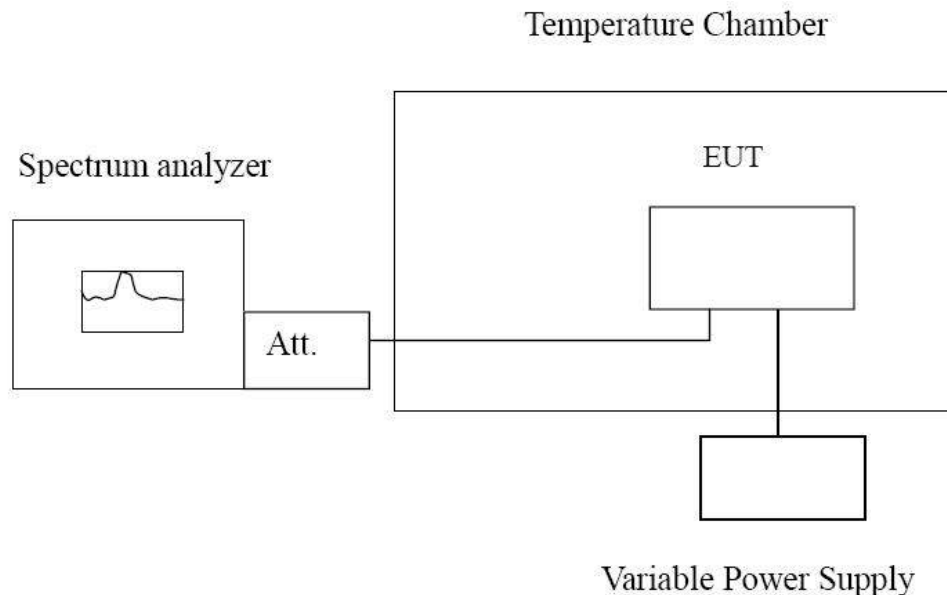 Temperature Chamber
Spectrum analyzer
EUT
Att.
Variable Power Supply